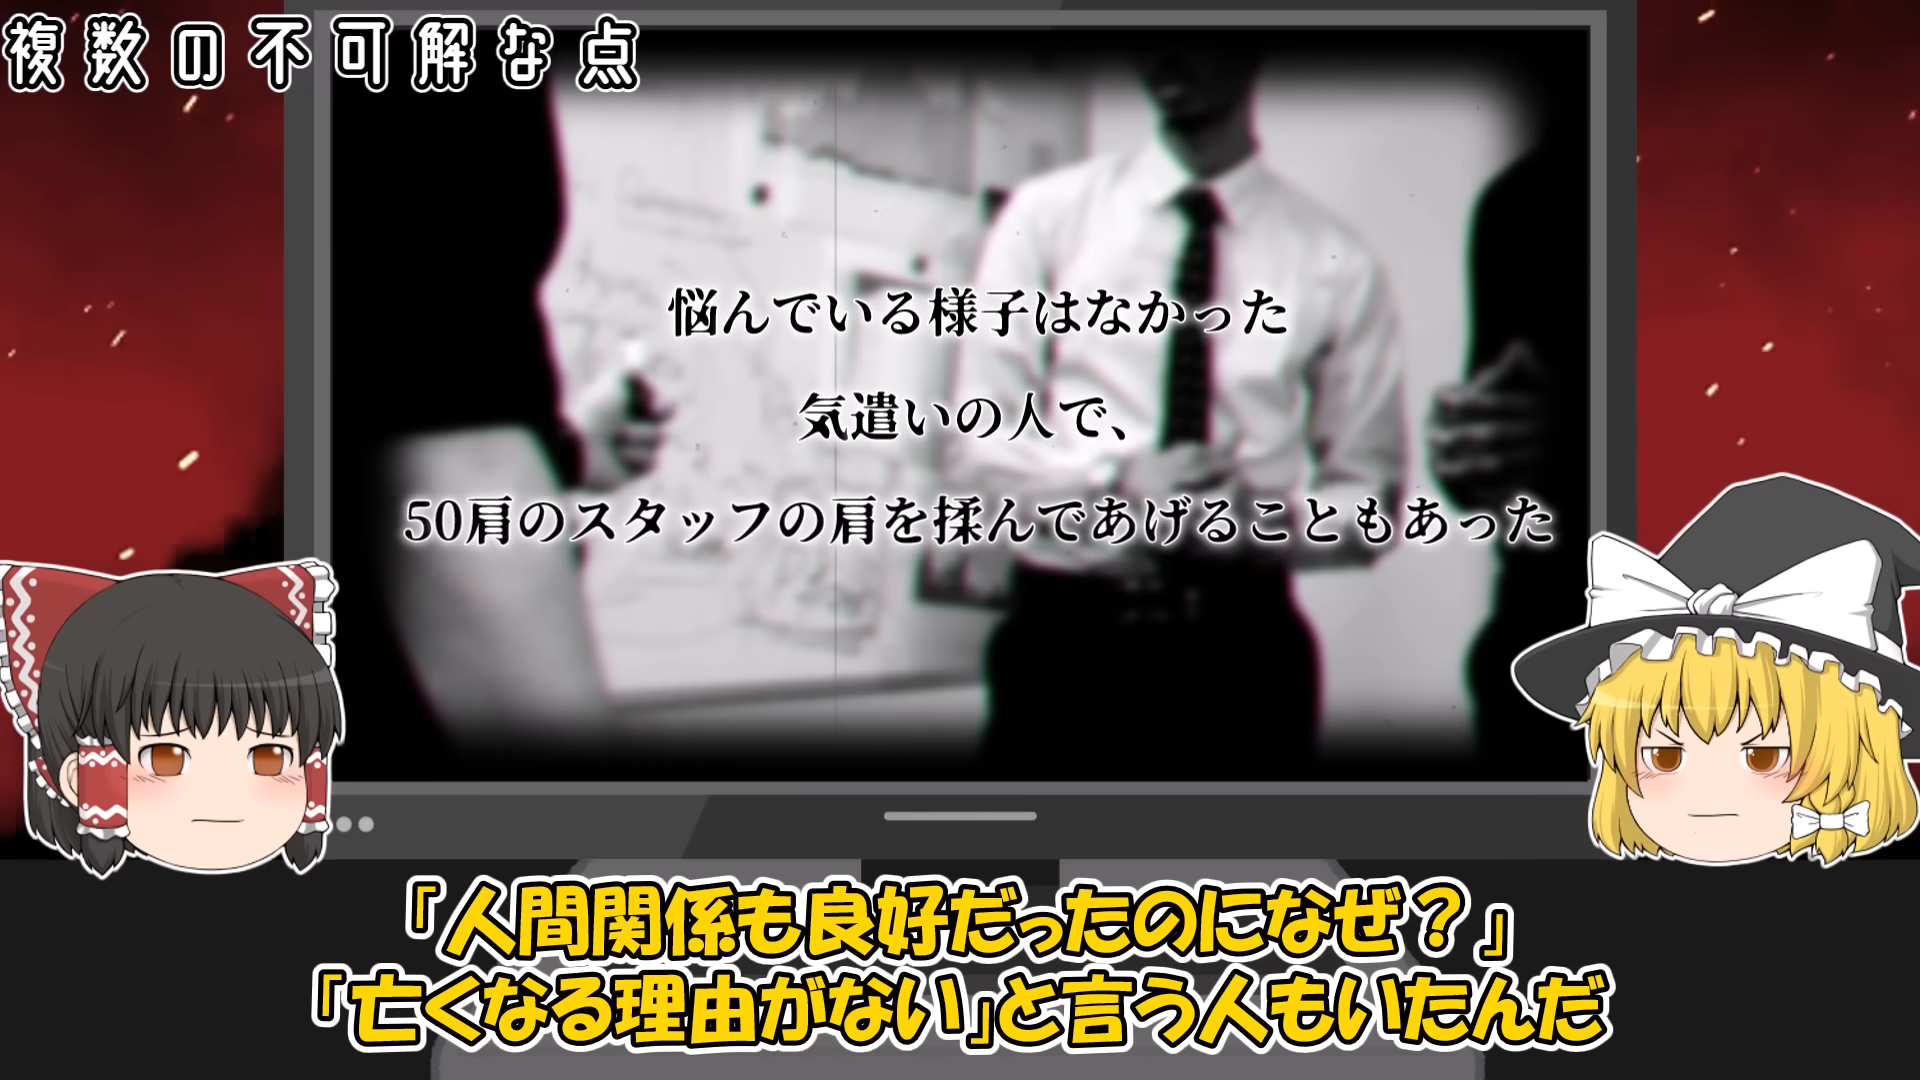 複数の不可解な点
悩んでいる様子はなかった
気遣いの人で、
50肩のスタッフの肩を揉んであげることもあった
『人間関係も良好だったのになぜ？』
『亡くなる理由がない』と言う人もいたんだ